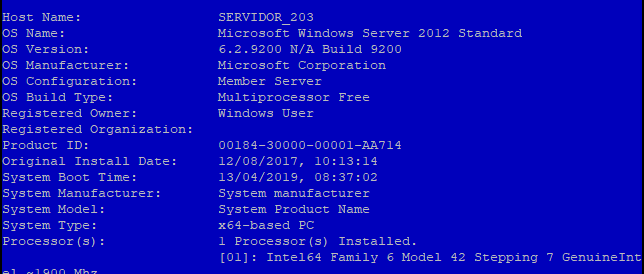 Host Name: SERVIDOR_203
OS Name: Microsoft Windows Server 2012 Standard
OS Version: 6.2.9200 N/A Build 9200
OS Manufacturer: Microsoft Corporation
OS Configuration: Member Server
OS Build Type: Multiprocessor Free
Registered Owner: Windows User
Registered Organization:
Product ID: 00184-30000-00001-AA714
Original Install Date: 12/08/2017, 10:13:14
System Boot Time: 13/04/2019, 08:37:02
System Manufacturer: System manufacturer
System Model: System Product Name
System Type: x64-based PC
Processor(s): 1 Processor(s) Installed.
[01]: Intel64 Family 6 Model 42 Stepping 7 GenuineInt
el ~1900 Mhz